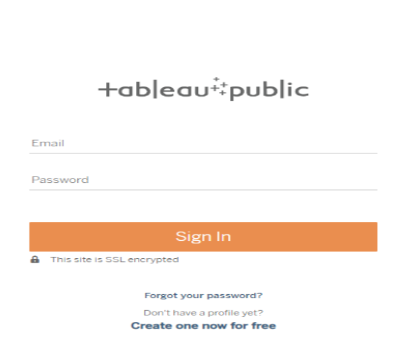 +ableau public
Email
Password
Sign In
This site is SSL encrypted
Forgot your password?
Don't have a profile yet?
Create one now for free